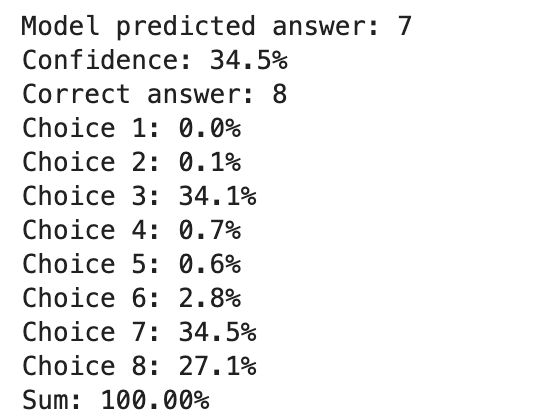 Model predicted answer: 7
Confidence: 34.5%
Correct answer: 8
Choice 1: 0.0%
Choice 2: 0.1%
Choice 3: 34.1%
Choice 4: 0.7%
Choice 5: 0.6%
Choice 6: 2.8%
Choice 7: 34.5%
Choice 8: 27.1%
Sum: 100.00%